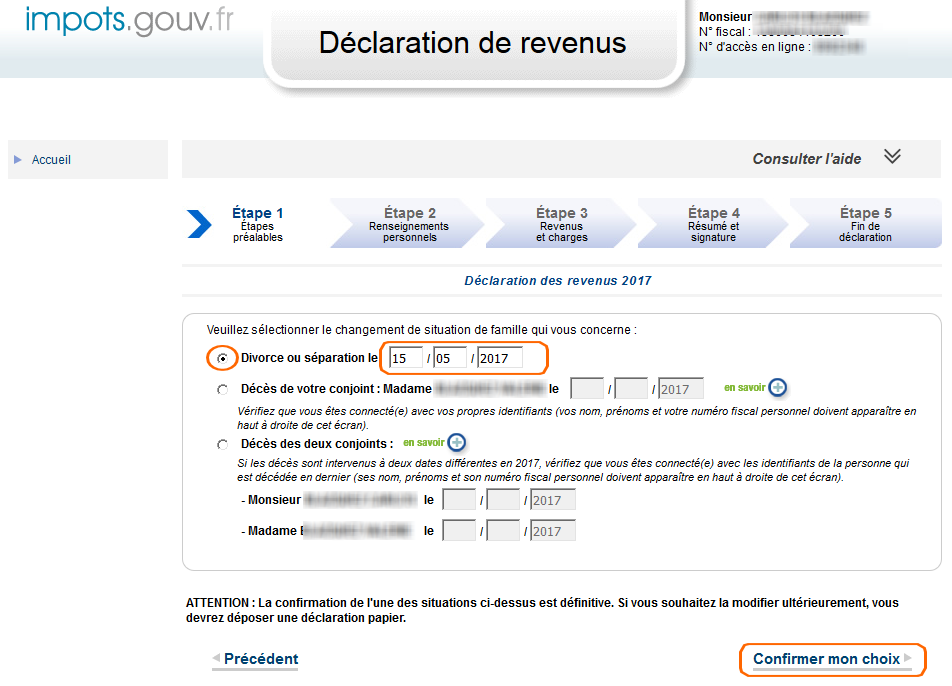 impots.gouv.fr
Déclaration de revenus
Monsieur
N° fiscal :
N° d'accès en ligne :
Accueil
Consulter l'aide
Étape 1
Étapes
préalables
Étape 2
Renseignements
personnels
Étape 3
Revenus
et charges
Étape 4
Résumé et
signature
Étape 5
Fin de
déclaration
Déclaration des revenus 2017
Veuillez sélectionner le changement de situation de famille qui vous concerne :
Divorce ou séparation le 15 / 05 / 2017
Décès de votre conjoint : Madame le / / 2017 en savoir +
Vérifiez que vous êtes connecté(e) avec vos propres identifiants (vos nom, prénoms et votre numéro fiscal personnel doivent apparaître en
haut à droite de cet écran).
Décès des deux conjoints : en savoir +
Si les décès sont intervenus à deux dates différentes en 2017, vérifiez que vous êtes connecté(e) avec les identifiants de la personne qui
est décédée en dernier (ses nom, prénoms et son numéro fiscal personnel doivent apparaître en haut à droite de cet écran).
- Monsieur le / / 2017
- Madame le / / 2017
ATTENTION : La confirmation de l'une des situations ci-dessus est définitive. Si vous souhaitez la modifier ultérieurement, vous
devrez déposer une déclaration papier.
Précédent
Confirmer mon choix